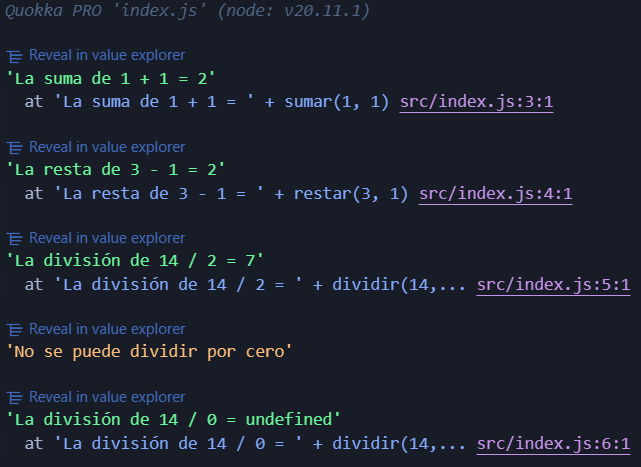 Quokka PRO 'index.js' (node: v20.11.1)
Reveal in value explorer
'La suma de 1 + 1 = 2'
at 'La suma de 1 + 1 = ' + sumar(1, 1) src/index.js:3:1
Reveal in value explorer
'La resta de 3 - 1 = 2'
at 'La resta de 3 - 1 = ' + restar(3, 1) src/index.js:4:1
Reveal in value explorer
'La división de 14 / 2 = 7'
at 'La división de 14 / 2 = ' + dividir(14,... src/index.js:5:1
Reveal in value explorer
'No se puede dividir por cero'
Reveal in value explorer
'La división de 14 / 0 = undefined'
at 'La división de 14 / 0 = ' + dividir(14,... src/index.js:6:1